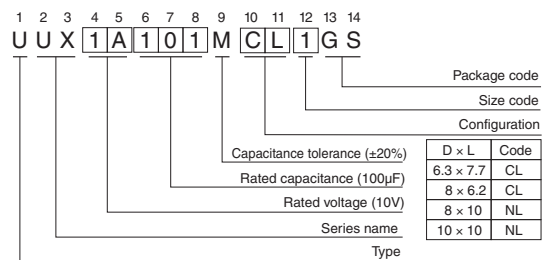 1 2 3 4 5 6 7 8 9 10 11 12 13 14
U U X 1 A 1 0 1 M C L 1 G S
Package code
Size code
Configuration
Capacitance tolerance (±20%)
Rated capacitance (100µF)
Rated voltage (10V)
Series name
Type
D × L Code
6.3 × 7.7 CL
8 × 6.2 CL
8 × 10 NL
10 × 10 NL